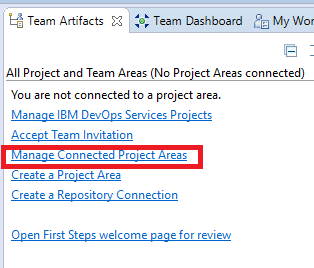 Team Artifacts Team Dashboard My Wor
All Project and Team Areas (No Project Areas connected)
You are not connected to a project area.
Manage IBM DevOps Services Projects
Accept Team Invitation
Manage Connected Project Areas
Create a Project Area
Create a Repository Connection
Open First Steps welcome page for review